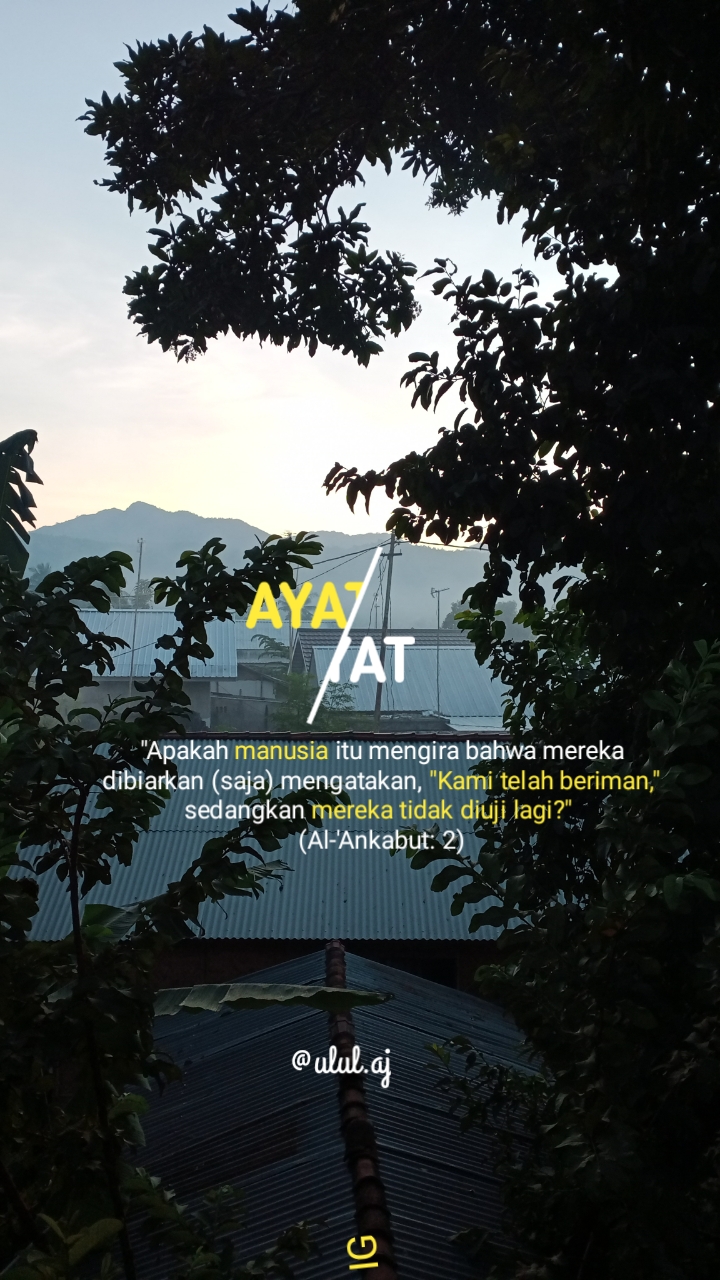 AYAT
YAT
"Apakah manusia itu mengira bahwa mereka
dibiarkan (saja) mengatakan, "Kami telah beriman,"
sedangkan mereka tidak diuji lagi?"
(Al-'Ankabut: 2)
@ulul.aj
IG